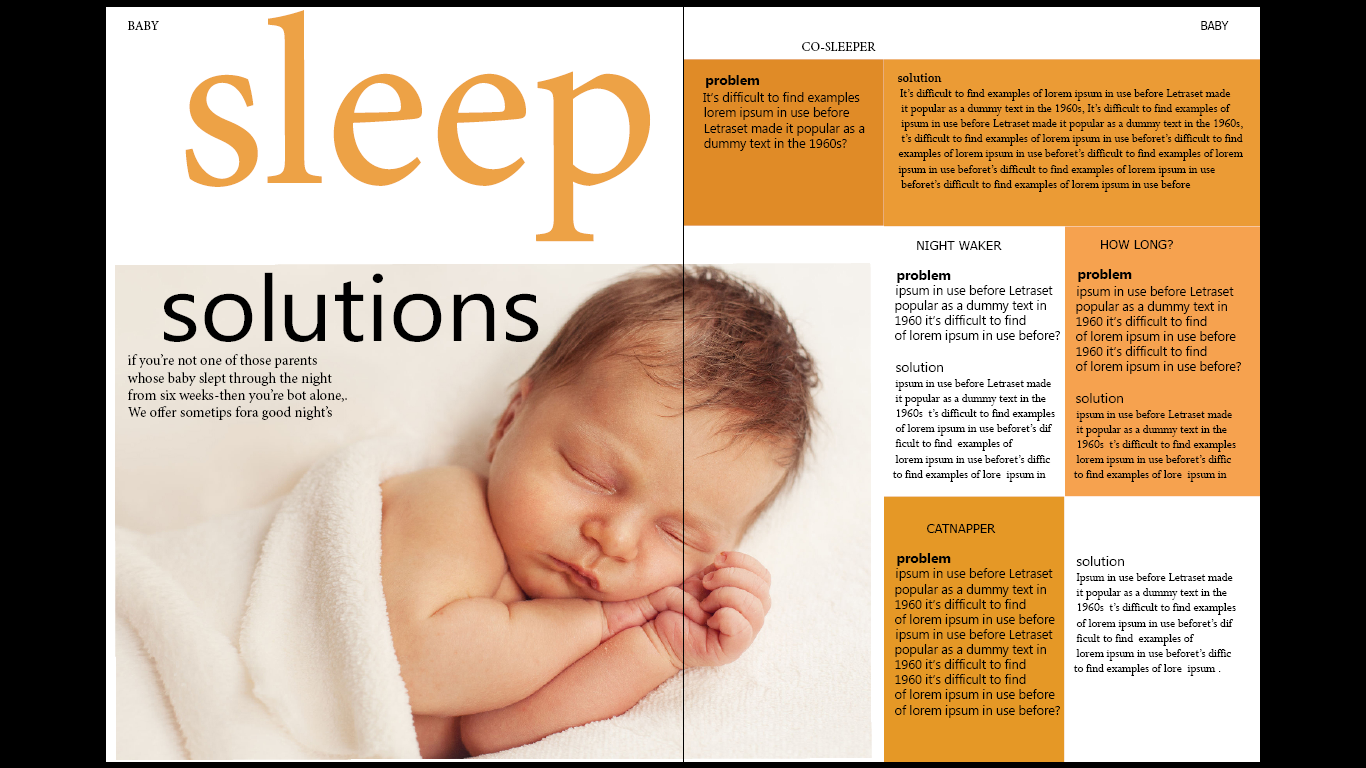 BABY
sleep
solutions
if you're not one of those parents
whose baby slept through the night
from six weeks-then you're bot alone,.
We offer sometips fora good night's
BABY
CO-SLEEPER
problem
It's difficult to find examples
lorem ipsum in use before
Letraset made it popular as a
dummy text in the 1960s?
solution
It's difficult to find examples of lorem ipsum in use before Letraset made
it popular as a dummy text in the 1960s, It's difficult to find examples of
ipsum in use before Letraset made it popular as a dummy text in the 1960s,
t's difficult to find examples of lorem ipsum in use beforet's difficult to find
examples of lorem ipsum in use beforet's difficult to find examples of lorem
ipsum in use beforet's difficult to find examples of lorem ipsum in use
beforet's difficult to find examples of lorem ipsum in use before
NIGHT WAKER
problem
ipsum in use before Letraset
popular as a dummy text in
1960 it's difficult to find
of lorem ipsum in use before?
solution
ipsum in use before Letraset made
it popular as a dummy text in the
1960s t's difficult to find examples
of lorem ipsum in use beforet's dif
ficult to find examples of
lorem ipsum in use beforet's diffic
to find examples of lore ipsum in
HOW LONG?
problem
ipsum in use before Letraset
popular as a dummy text in
1960 it's difficult to find
of lorem ipsum in use before
1960 it's difficult to find
of lorem ipsum in use before?
solution
ipsum in use before Letraset made
it popular as a dummy text in the
1960s t's difficult to find examples
lorem ipsum in use beforet's diffic
to find examples of lore ipsum in
CATNAPPER
problem
ipsum in use before Letraset
popular as a dummy text in
1960 it's difficult to find
of lorem ipsum in use before
ipsum in use before Letraset
popular as a dummy text in
1960 it's difficult to find
1960 it's difficult to find
of lorem ipsum in use before
of lorem ipsum in use before?
solution
Ipsum in use before Letraset made
it popular as a dummy text in the
1960s t's difficult to find examples
of lorem ipsum in use beforet's dif
ficult to find examples of
lorem ipsum in use beforet's diffic
to find examples of lore ipsum .